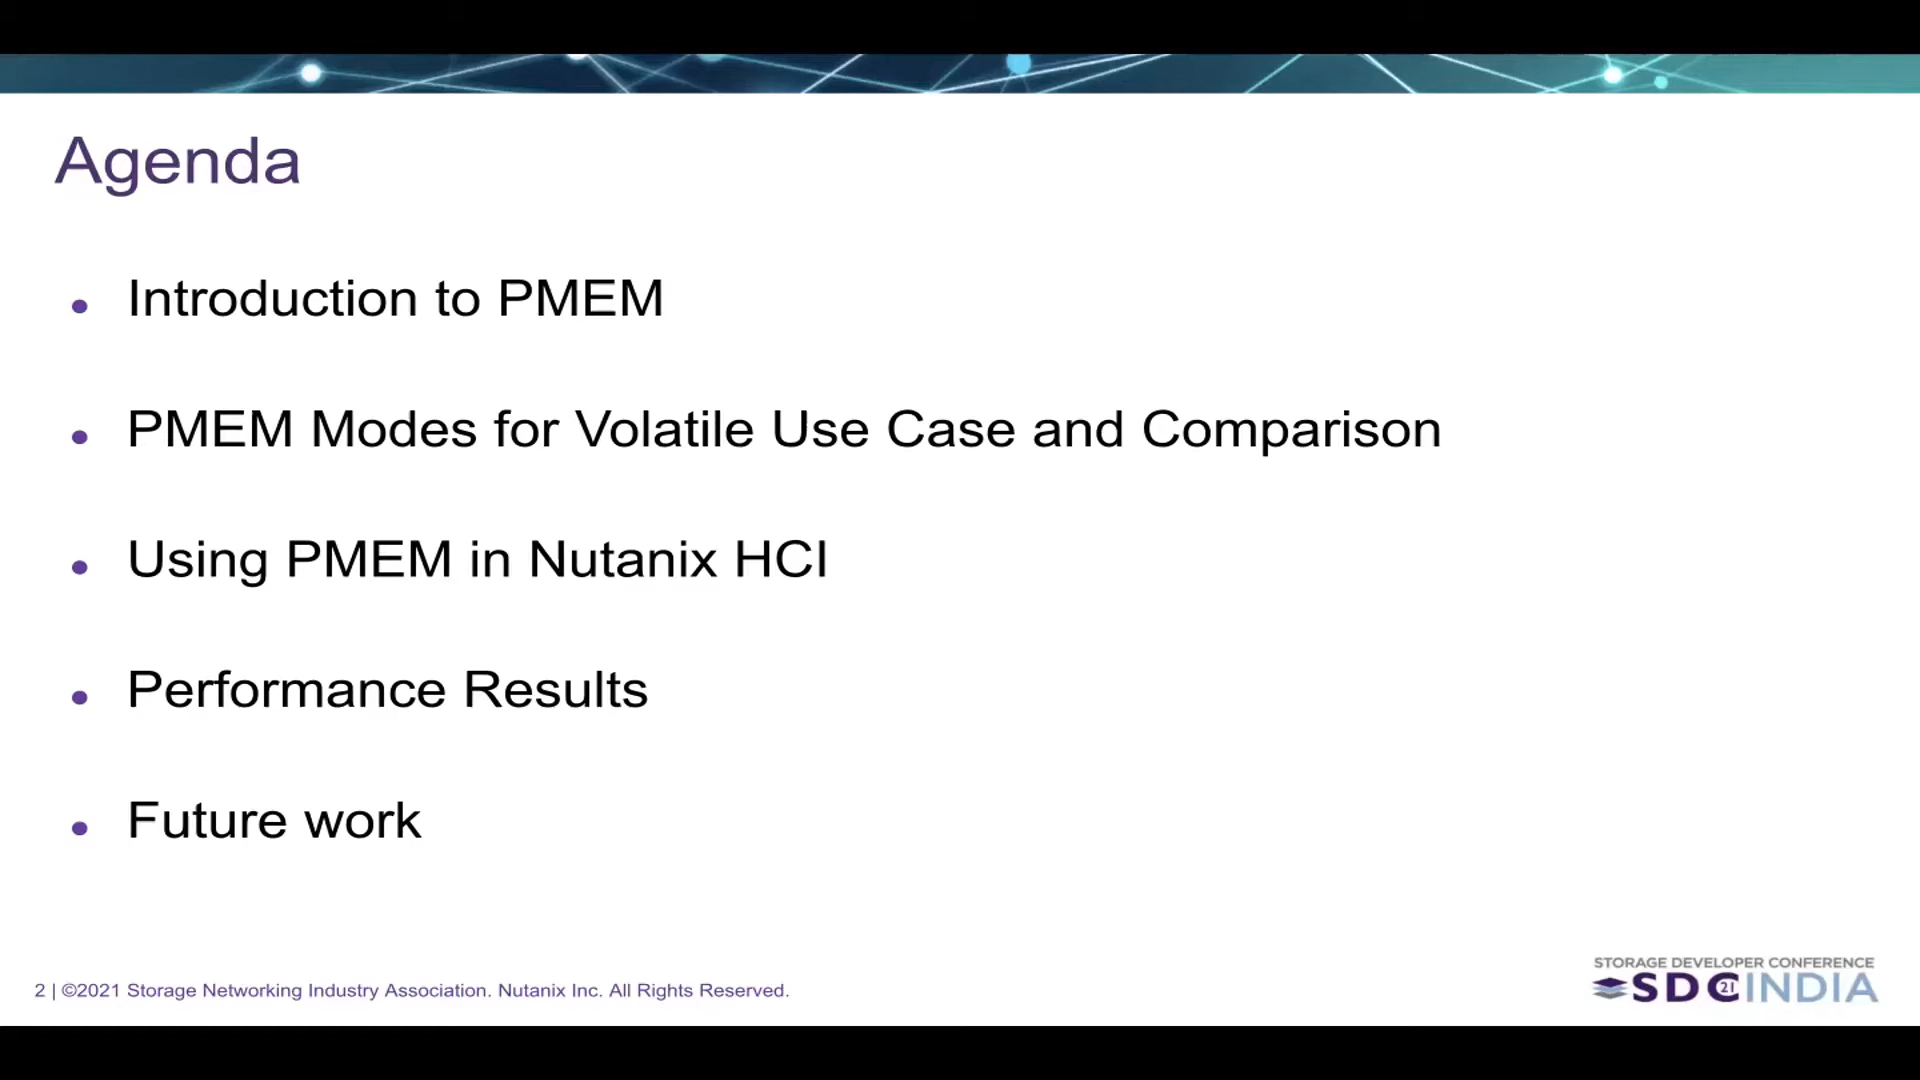 Agenda
• Introduction to PMEM
• PMEM Modes for Volatile Use Case and Comparison
• Using PMEM in Nutanix HCI
• Performance Results
• Future work
2 | ©2021 Storage Networking Industry Association. Nutanix Inc. All Rights Reserved.
STORAGE DEVELOPER CONFERENCE
SDC21INDIA